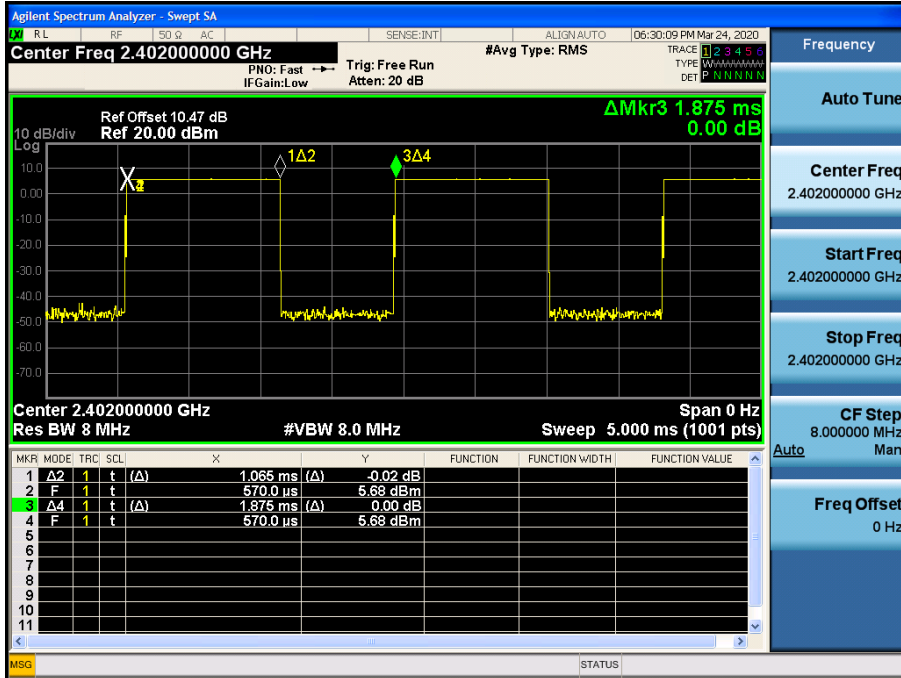 Agilent Spectrum Analyzer - Swept SA
LXI RL RF 50 Ω AC SENSE:INT ALIGN AUTO 06:30:09 PM Mar 24, 2020
Center Freq 2.402000000 GHz #Avg Type: RMS TRACE 1 2 3 4 5 6
PNO: Fast Trig: Free Run TYPE W
IFGain:Low Atten: 20 dB DET P N N N N N
Frequency
Auto Tune
Center Freq
2.402000000 GHz
Start Freq
2.402000000 GHz
Stop Freq
2.402000000 GHz
CF Step
8.000000 MHz
Auto Man
Freq Offset
0 Hz
ΔMkr3 1.875 ms
0.00 dB
Ref Offset 10.47 dB
10 dB/div Ref 20.00 dBm
Log
1Δ2 3Δ4
10.0
0.00
-10.0
-20.0
-30.0
-40.0
-50.0
-60.0
-70.0
Center 2.402000000 GHz Span 0 Hz
Res BW 8 MHz #VBW 8.0 MHz Sweep 5.000 ms (1001 pts)
MKR MODE TRC SCL X Y FUNCTION FUNCTION WIDTH FUNCTION VALUE
1 Δ2 1 t (Δ) 1.065 ms (Δ) -0.02 dB
2 F 1 t 570.0 µs 5.68 dBm
3 Δ4 1 t (Δ) 1.875 ms (Δ) 0.00 dB
4 F 1 t 570.0 µs 5.68 dBm
5
6
7
8
9
10
11
MSG STATUS